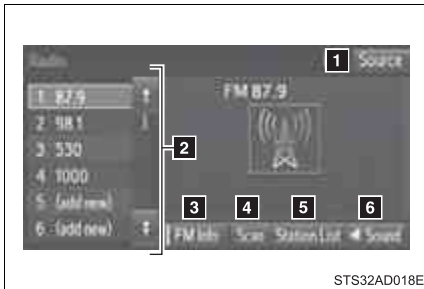 Radio
1 Source
1 87.9
2 98.1
3 530
4 1000
5 (add new)
6 (add new)
2
FM 87.9
3
4
5
6
FM Info
Scan
Station List
Sound
STS32AD018E